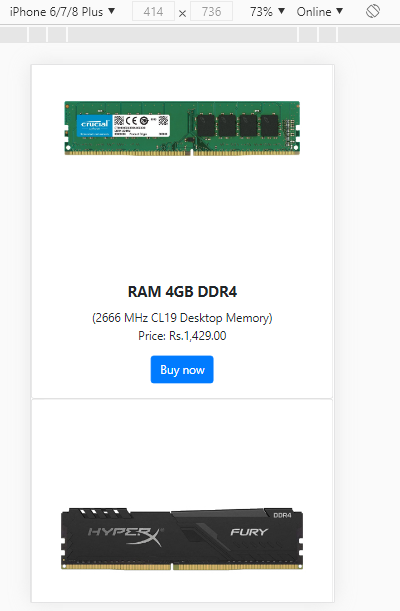 iPhone 6/7/8 Plus ▼ 414 × 736 73% ▼ Online ▼
crucial
RAM 4GB DDR4
(2666 MHz CL19 Desktop Memory)
Price: Rs.1,429.00
Buy now
DDR4
HYPERX FURY